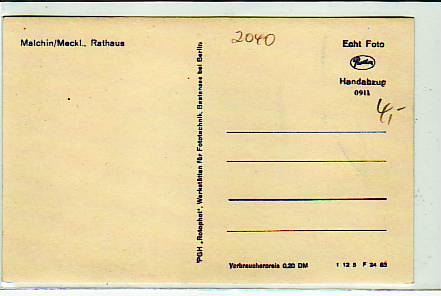 Malchin/Meckl., Rathaus
2040
Echt Foto
Handabzug
0911
4,-
PGH „Rotophot", Werkstätten für Fototechnik, Bestensee bei Berlin
Verbraucherpreis 0,20 DM
1 12 5 F 24 65